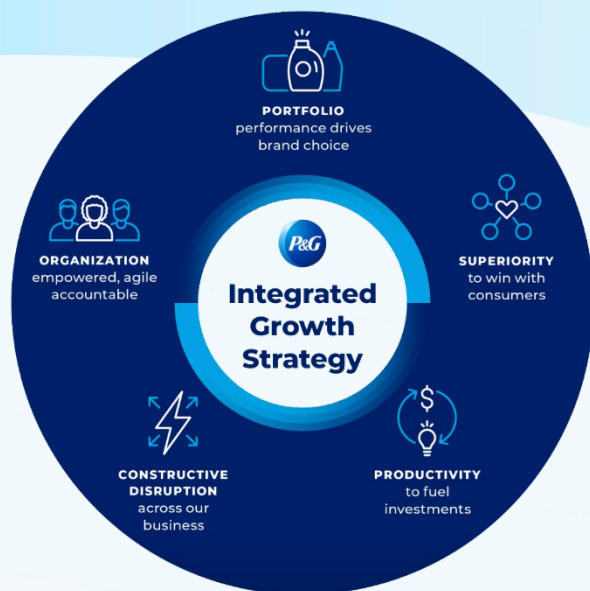 PORTFOLIO
performance drives
brand choice
SUPERIORITY
to win with
consumers
PRODUCTIVITY
to fuel
investments
CONSTRUCTIVE
DISRUPTION
across our
business
ORGANIZATION
empowered, agile
accountable
P&G
Integrated
Growth
Strategy
$